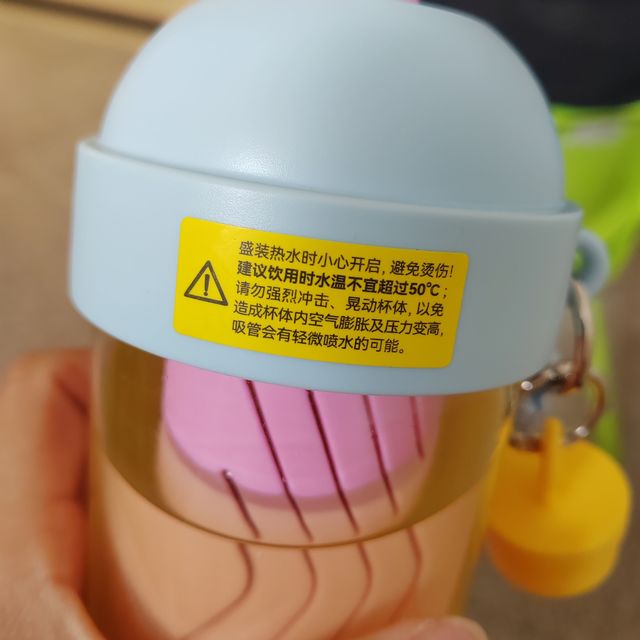 盛装热水时小心开启，避免烫伤！
建议饮用时水温不宜超过50℃；
请勿强烈冲击、晃动杯体，以免
造成杯体内空气膨胀及压力变高，
吸管会有轻微喷水的可能。